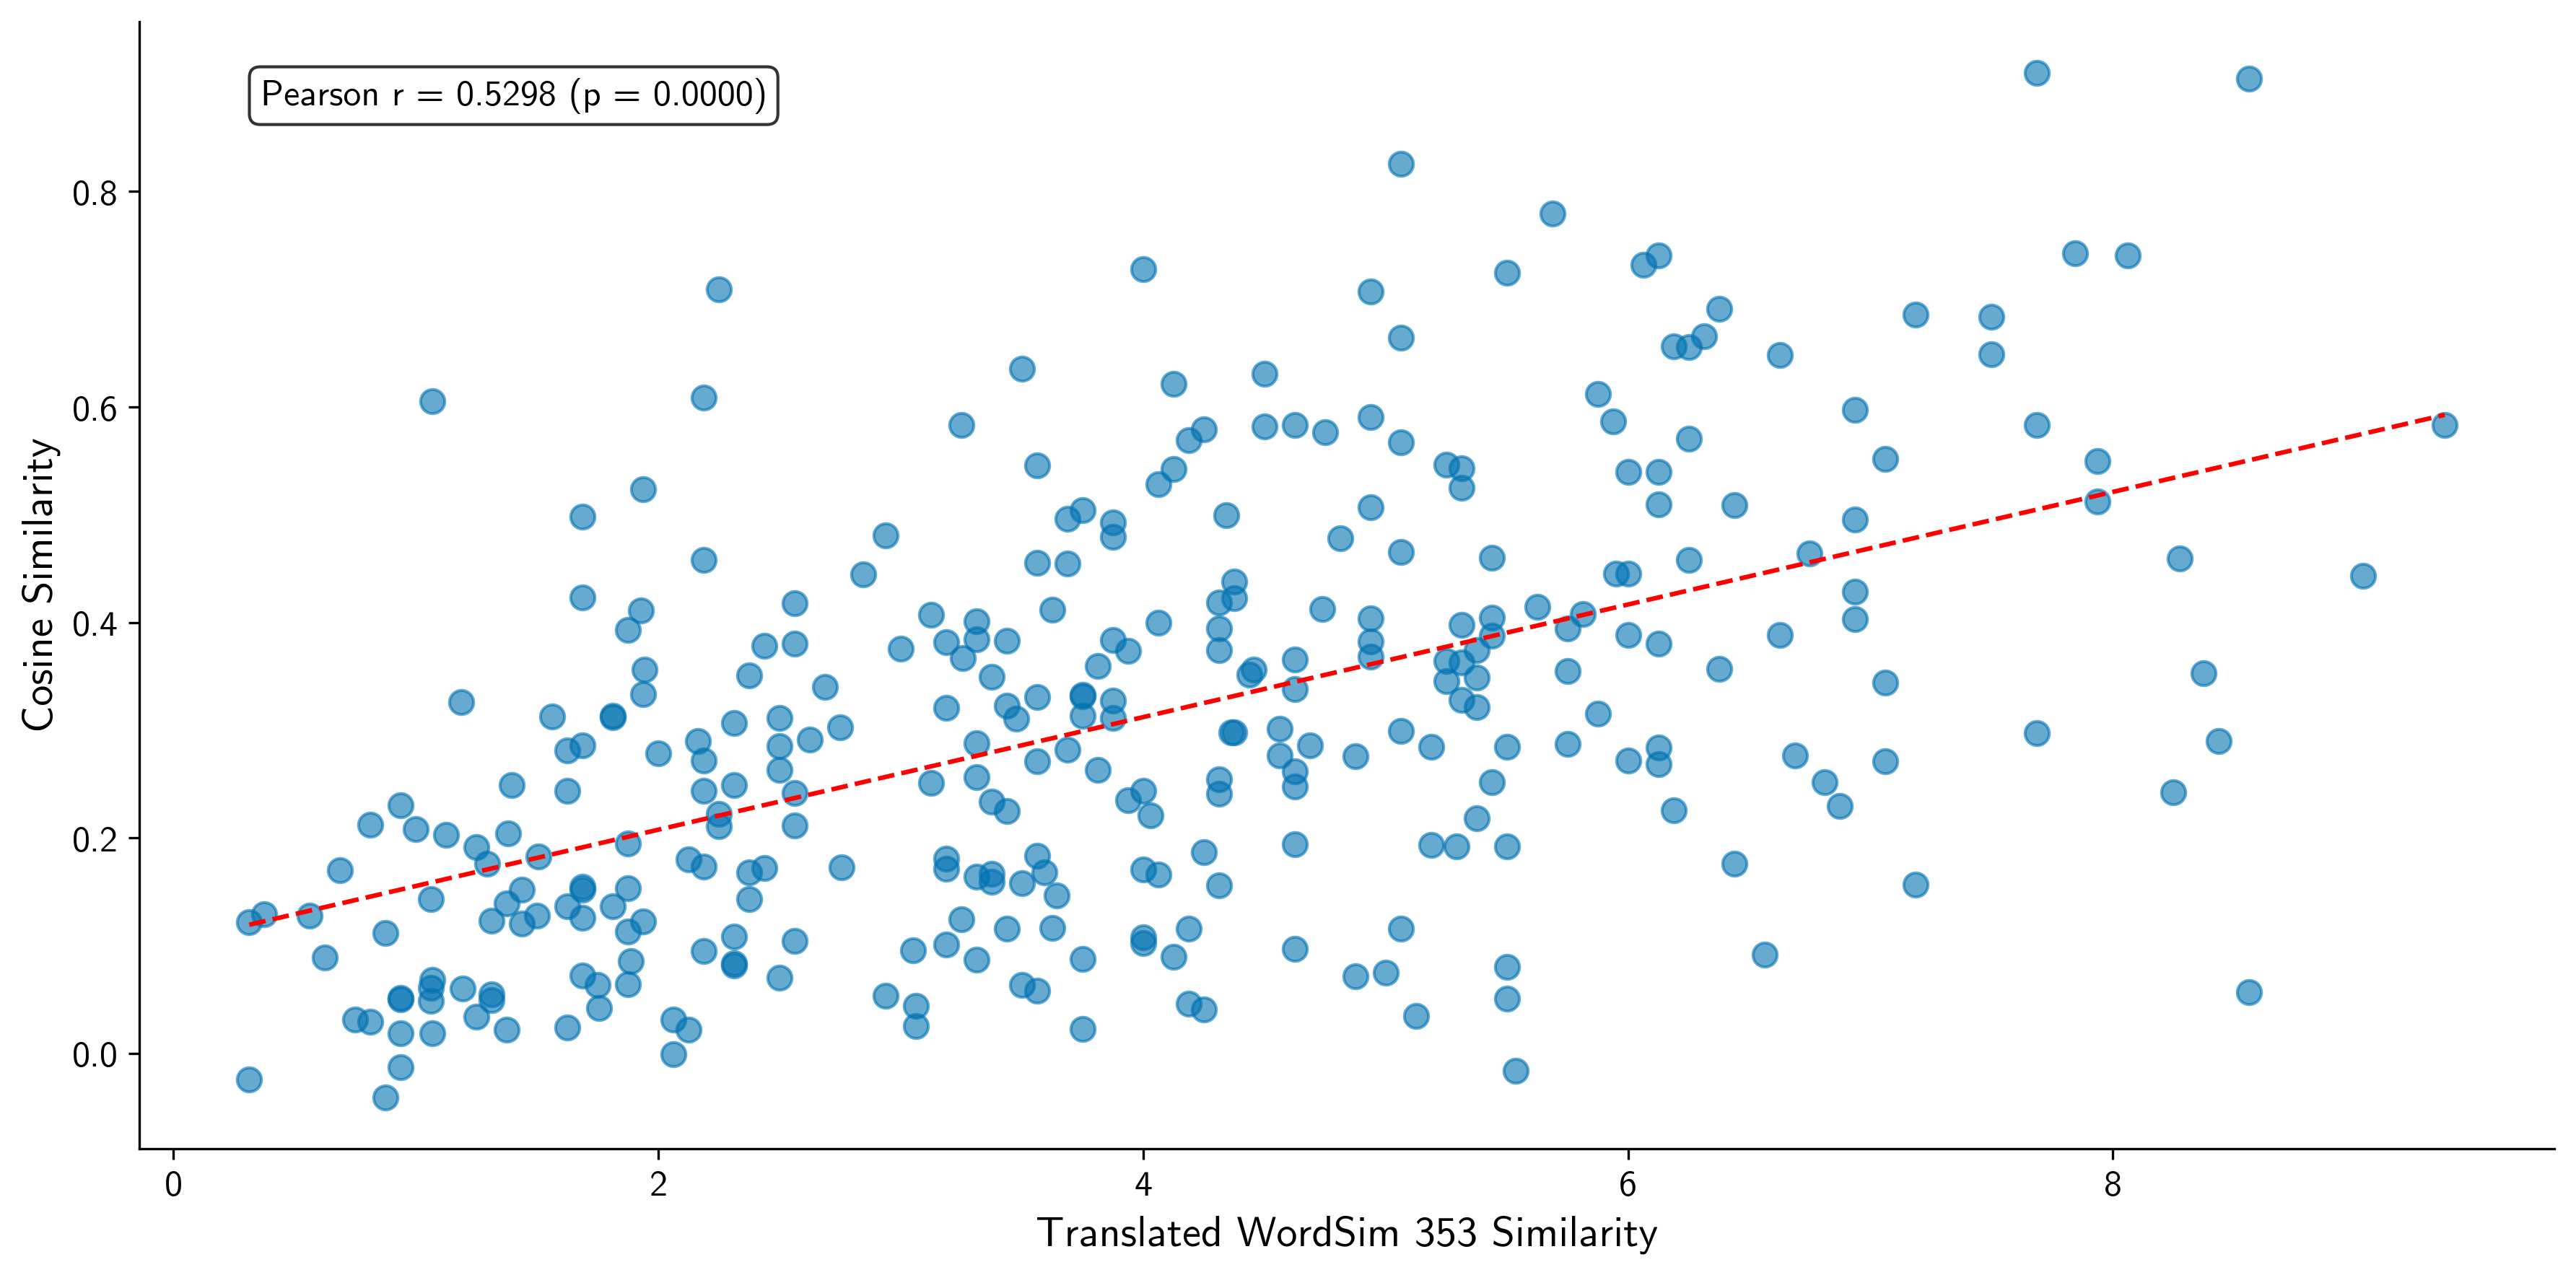 Pearson r = 0.5298 (p = 0.0000)
Cosine Similarity
0.8
0.6
0.4
0.2
0.0
0 2 4 6 8
Translated WordSim 353 Similarity